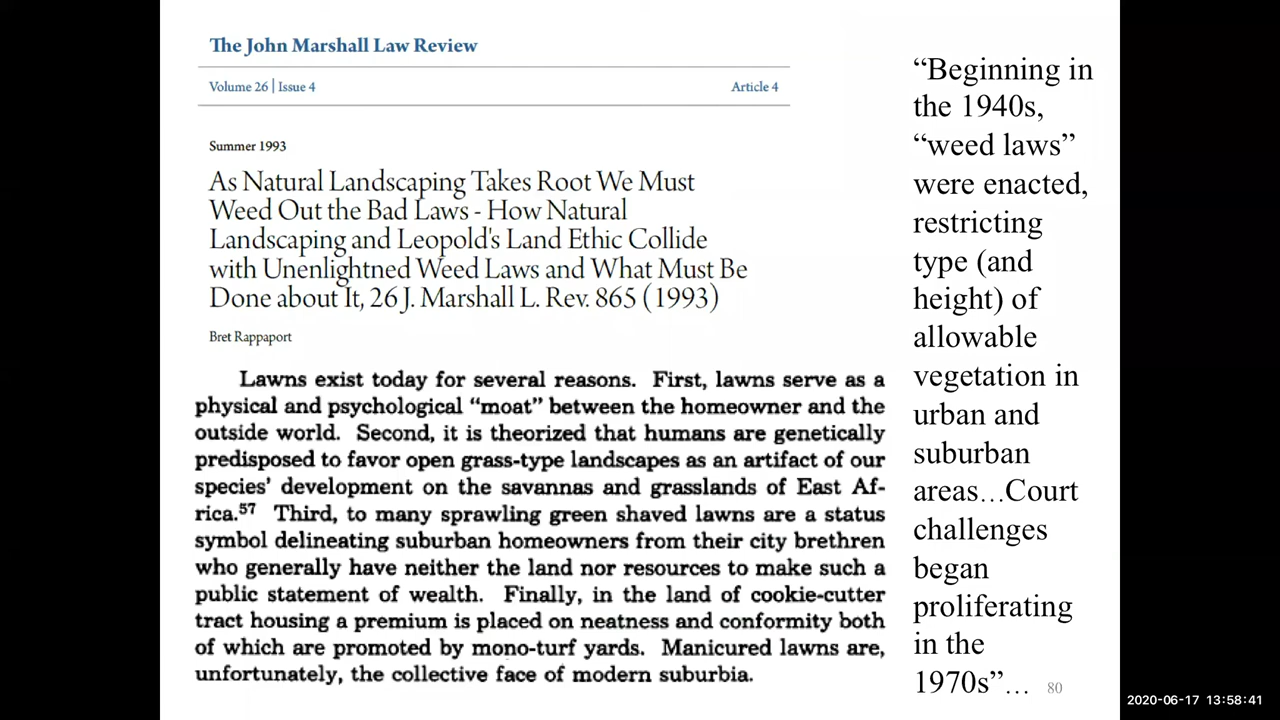 The John Marshall Law Review
Volume 26 | Issue 4
Article 4
Summer 1993
As Natural Landscaping Takes Root We Must
Weed Out the Bad Laws - How Natural
Landscaping and Leopold's Land Ethic Collide
with Unenlightned Weed Laws and What Must Be
Done about It, 26 J. Marshall L. Rev. 865 (1993)
Bret Rappaport
Lawns exist today for several reasons. First, lawns serve as a
physical and psychological “moat” between the homeowner and the
outside world. Second, it is theorized that humans are genetically
predisposed to favor open grass-type landscapes as an artifact of our
species’ development on the savannas and grasslands of East Af-
rica.57 Third, to many sprawling green shaved lawns are a status
symbol delineating suburban homeowners from their city brethren
who generally have neither the land nor resources to make such a
public statement of wealth. Finally, in the land of cookie-cutter
tract housing a premium is placed on neatness and conformity both
of which are promoted by mono-turf yards. Manicured lawns are,
unfortunately, the collective face of modern suburbia.
“Beginning in
the 1940s,
“weed laws”
were enacted,
restricting
type (and
height) of
allowable
vegetation in
urban and
suburban
areas…Court
challenges
began
proliferating
in the
1970s”…
80
2020-06-17 13:58:41